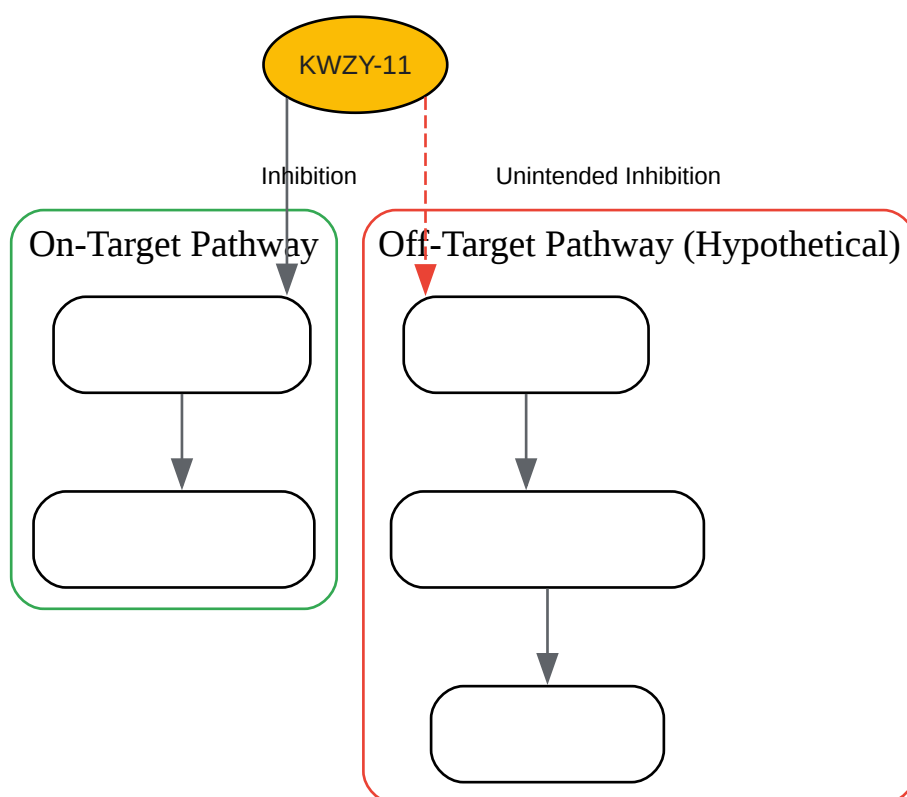 KWZY-11
Inhibition
Unintended Inhibition
On-Target Pathway
Off-Target Pathway (Hypothetical)